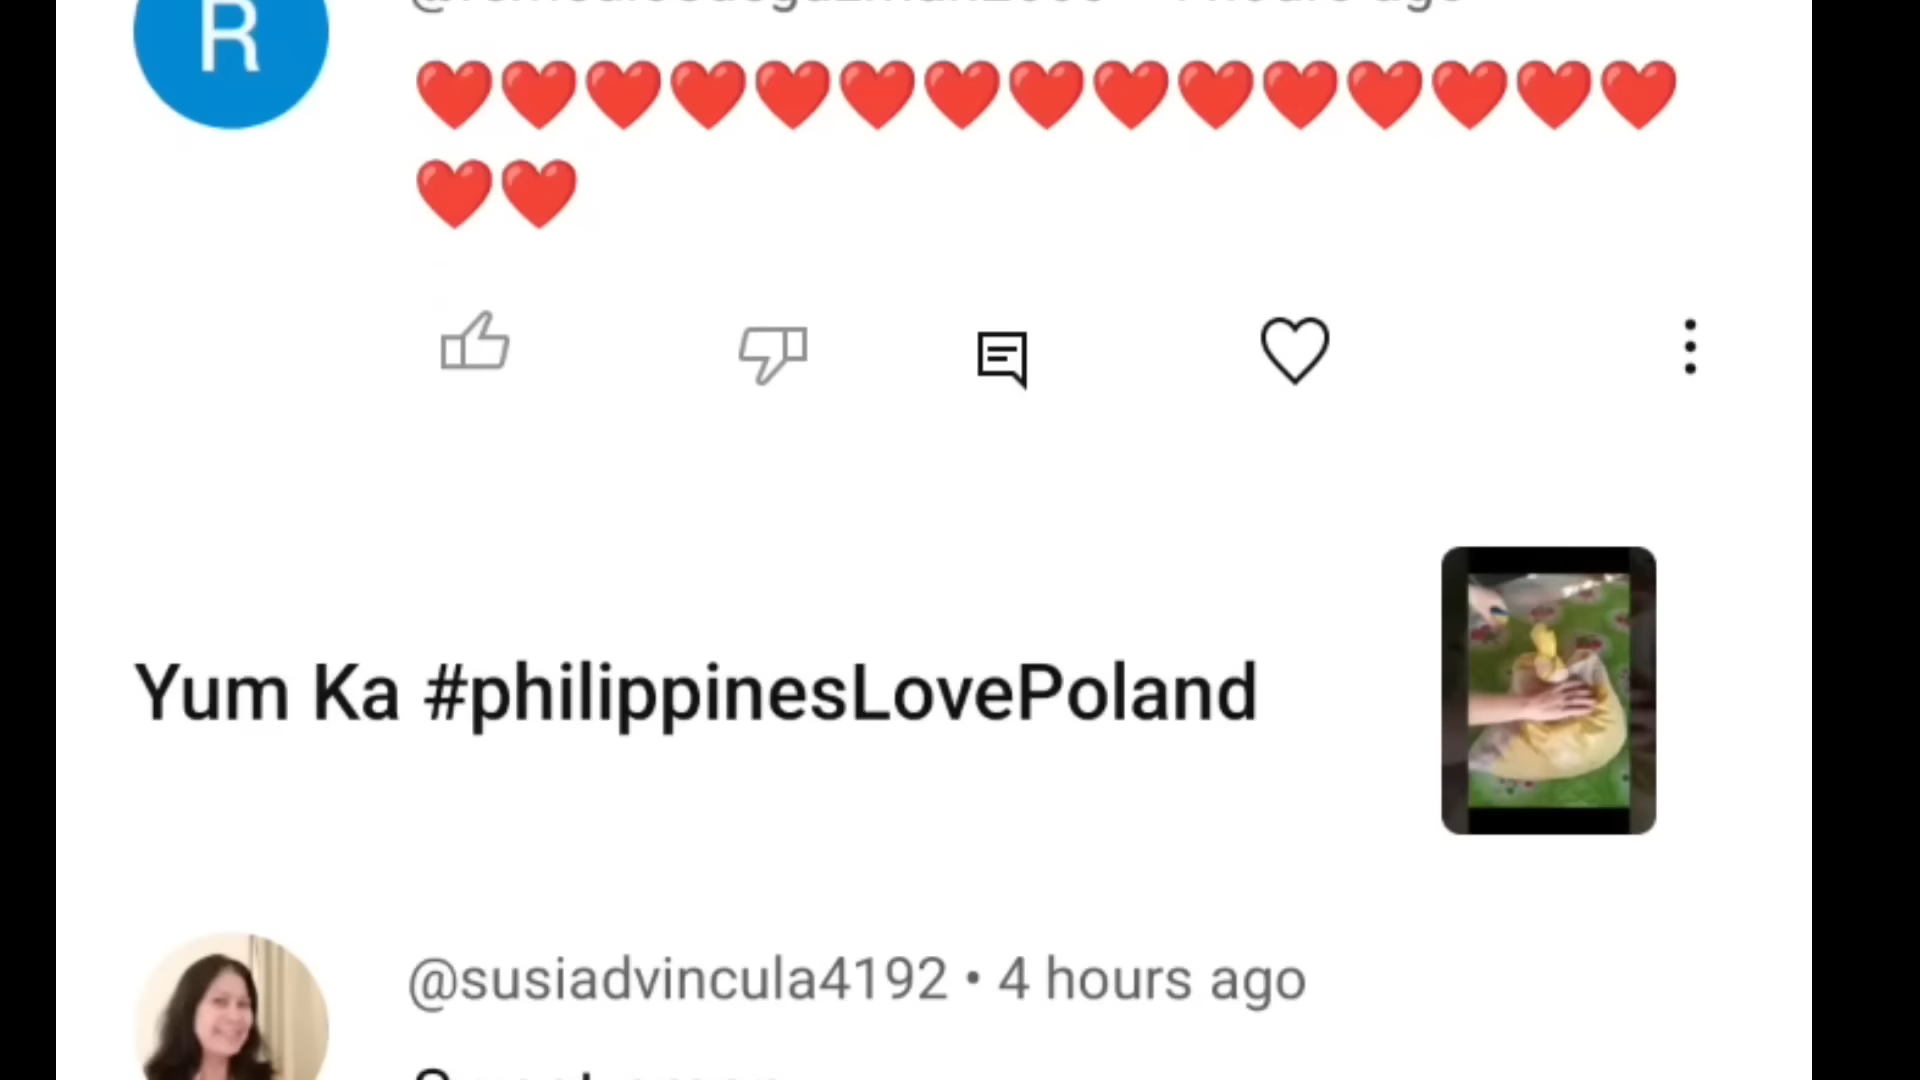 R
❤️❤️❤️❤️❤️❤️❤️❤️❤️❤️❤️❤️❤️❤️❤️
❤️❤️
Yum Ka #philippinesLovePoland
@susiadvincula4192 • 4 hours ago